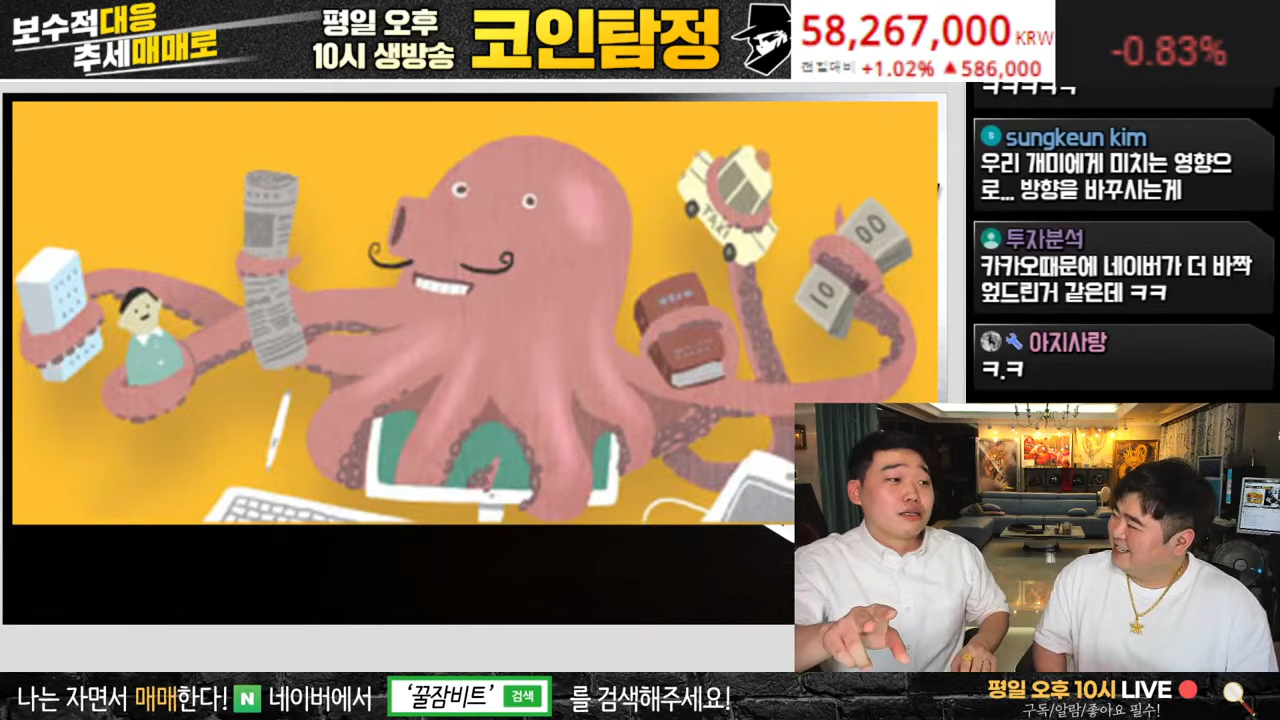 보수적대응
추세매매로
평일 오후
10시 생방송
코인탐정
58,267,000 KRW
전일대비 +1.02% ▲586,000
-0.83%
ㅋㅋㅋㅋㅋ
sungkeun kim
우리 개미에게 미치는 영향으
로... 방향을 바꾸시는게
투자분석
카카오때문에 네이버가 더 바짝
엎드린거 같은데 ㅋㅋ
아지사랑
ㅋ.ㅋ
TAXI
00
10
나는 자면서 매매한다! N 네이버에서 '꿀잠비트' 검색 를 검색해주세요!
평일 오후 10시 LIVE
구독/알람/좋아요 필수!